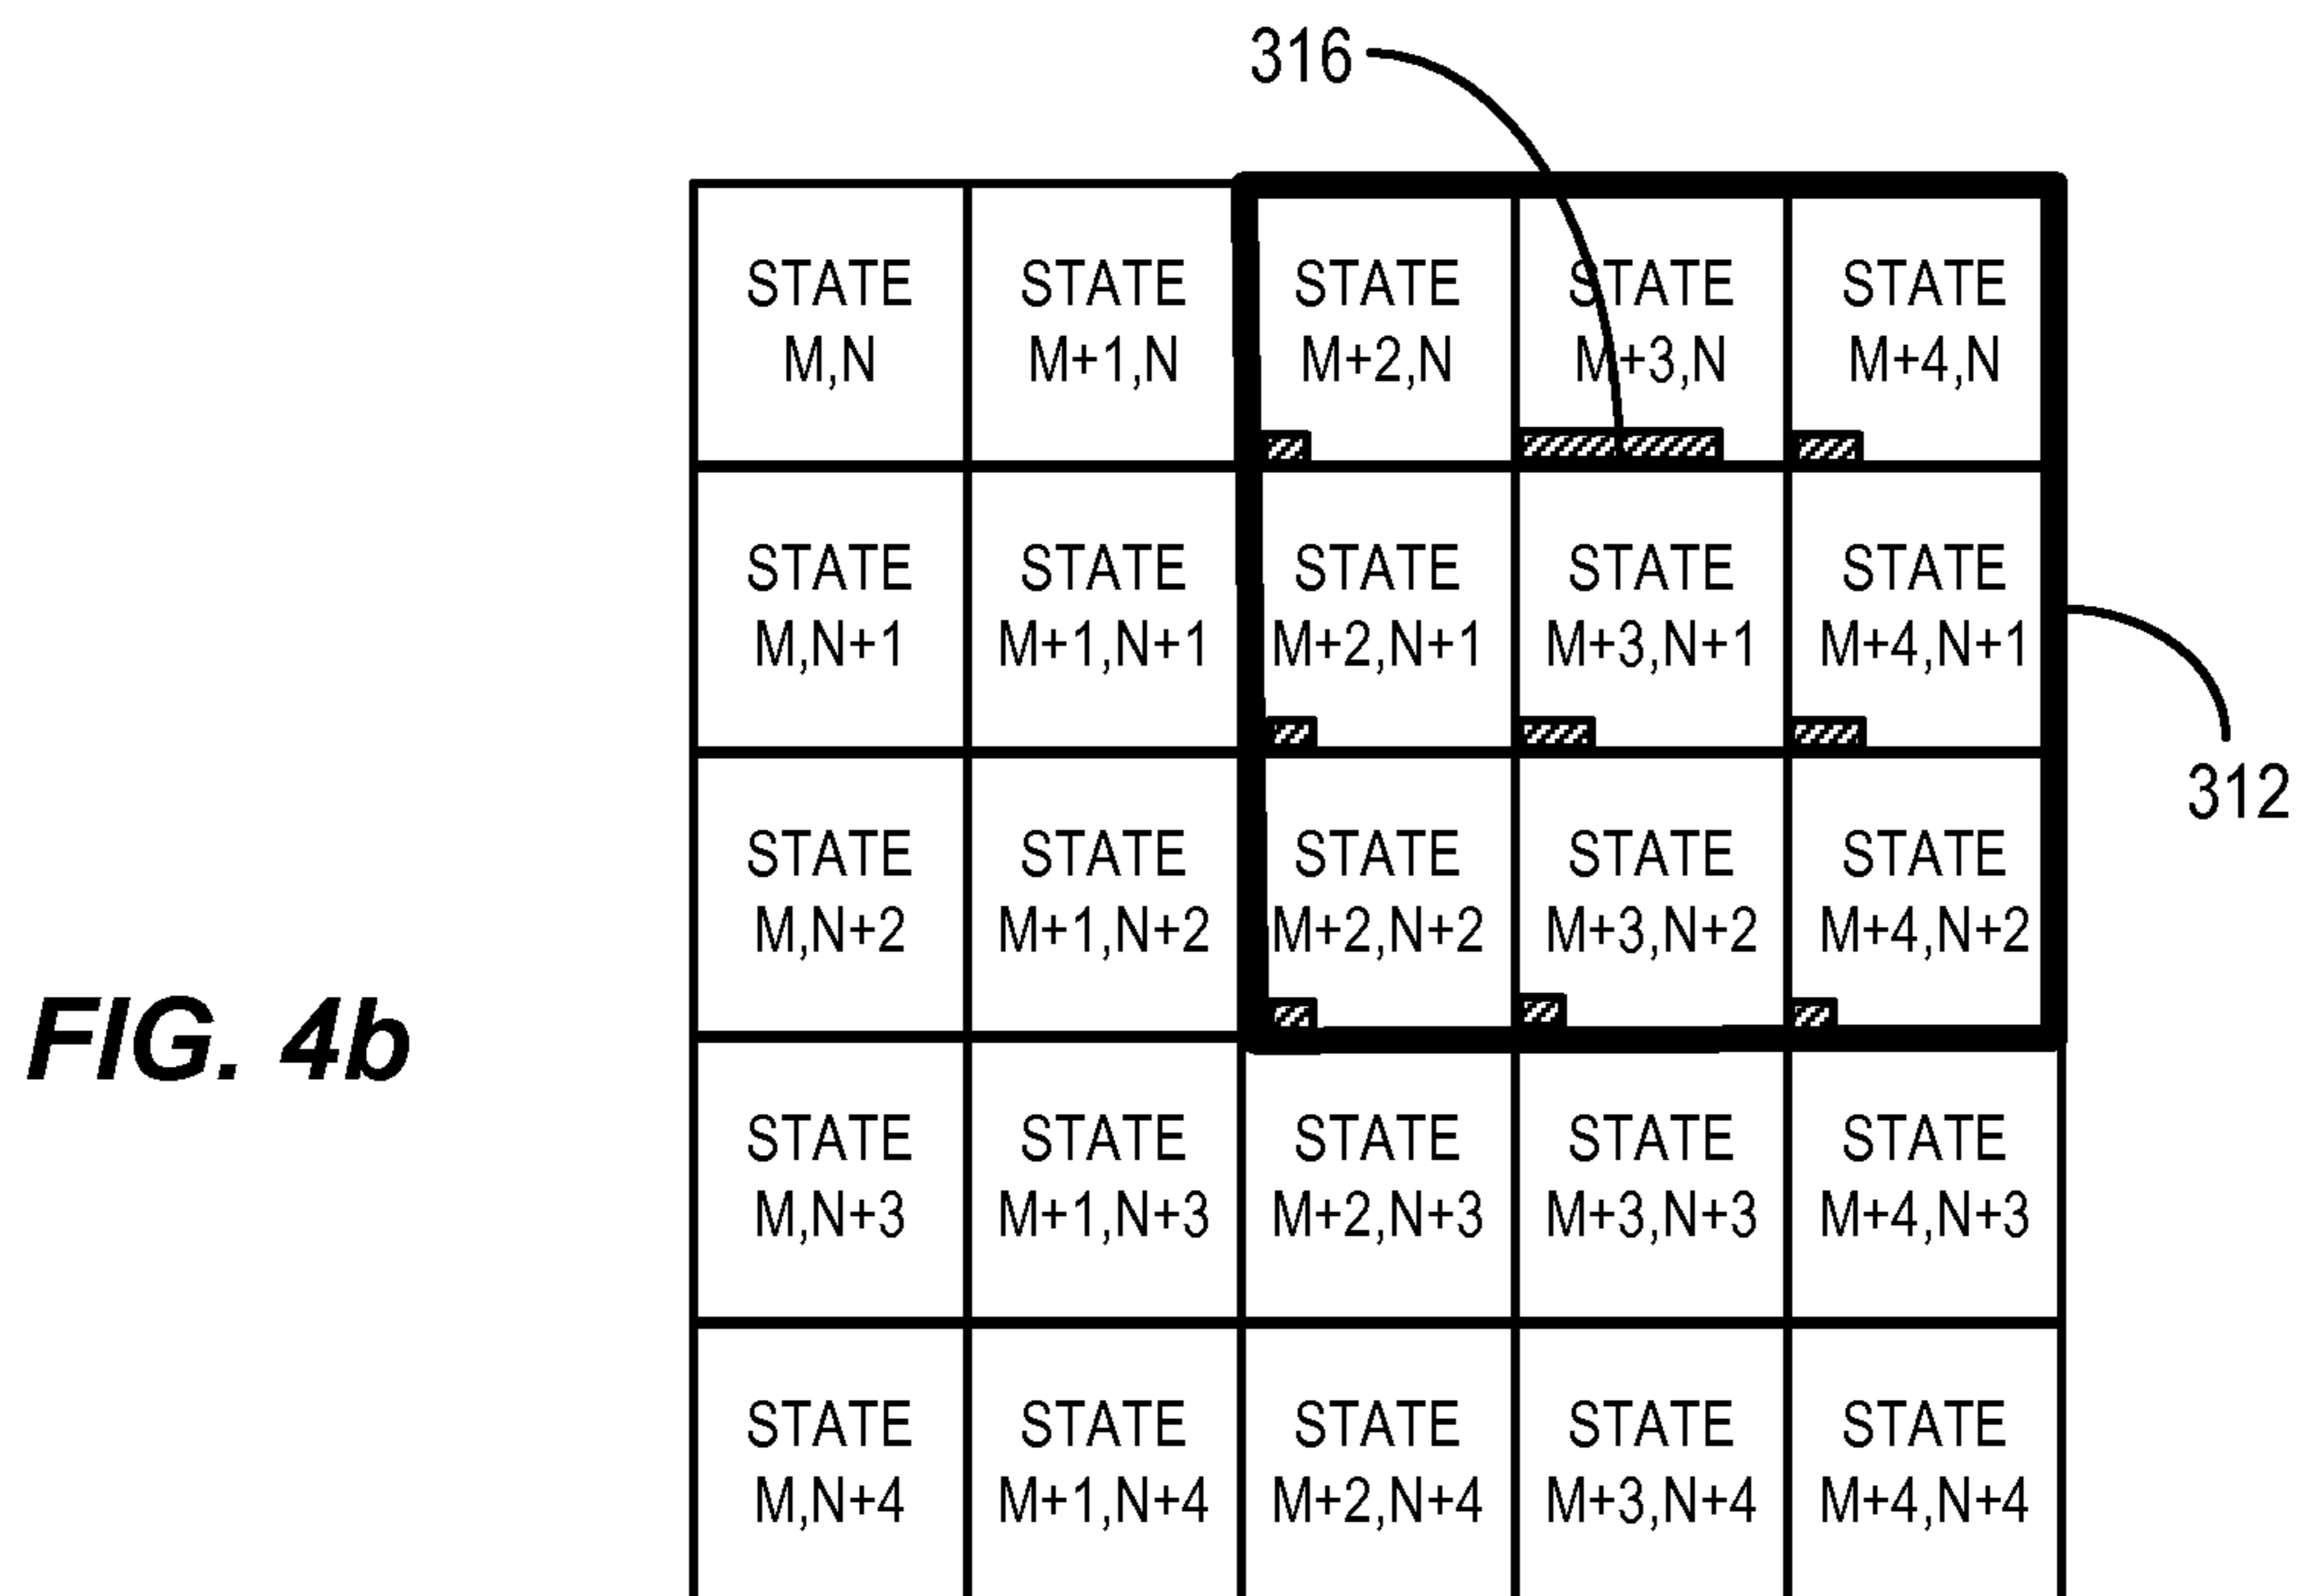 316
STATE STATE STATE STATE STATE
M,N M+1,N M+2,N M+3,N M+4,N
STATE STATE STATE STATE STATE
M,N+1 M+1,N+1 M+2,N+1 M+3,N+1 M+4,N+1
312
STATE STATE STATE STATE STATE
M,N+2 M+1,N+2 M+2,N+2 M+3,N+2 M+4,N+2
FIG. 4b
STATE STATE STATE STATE STATE
M,N+3 M+1,N+3 M+2,N+3 M+3,N+3 M+4,N+3
STATE STATE STATE STATE STATE
M,N+4 M+1,N+4 M+2,N+4 M+3,N+4 M+4,N+4